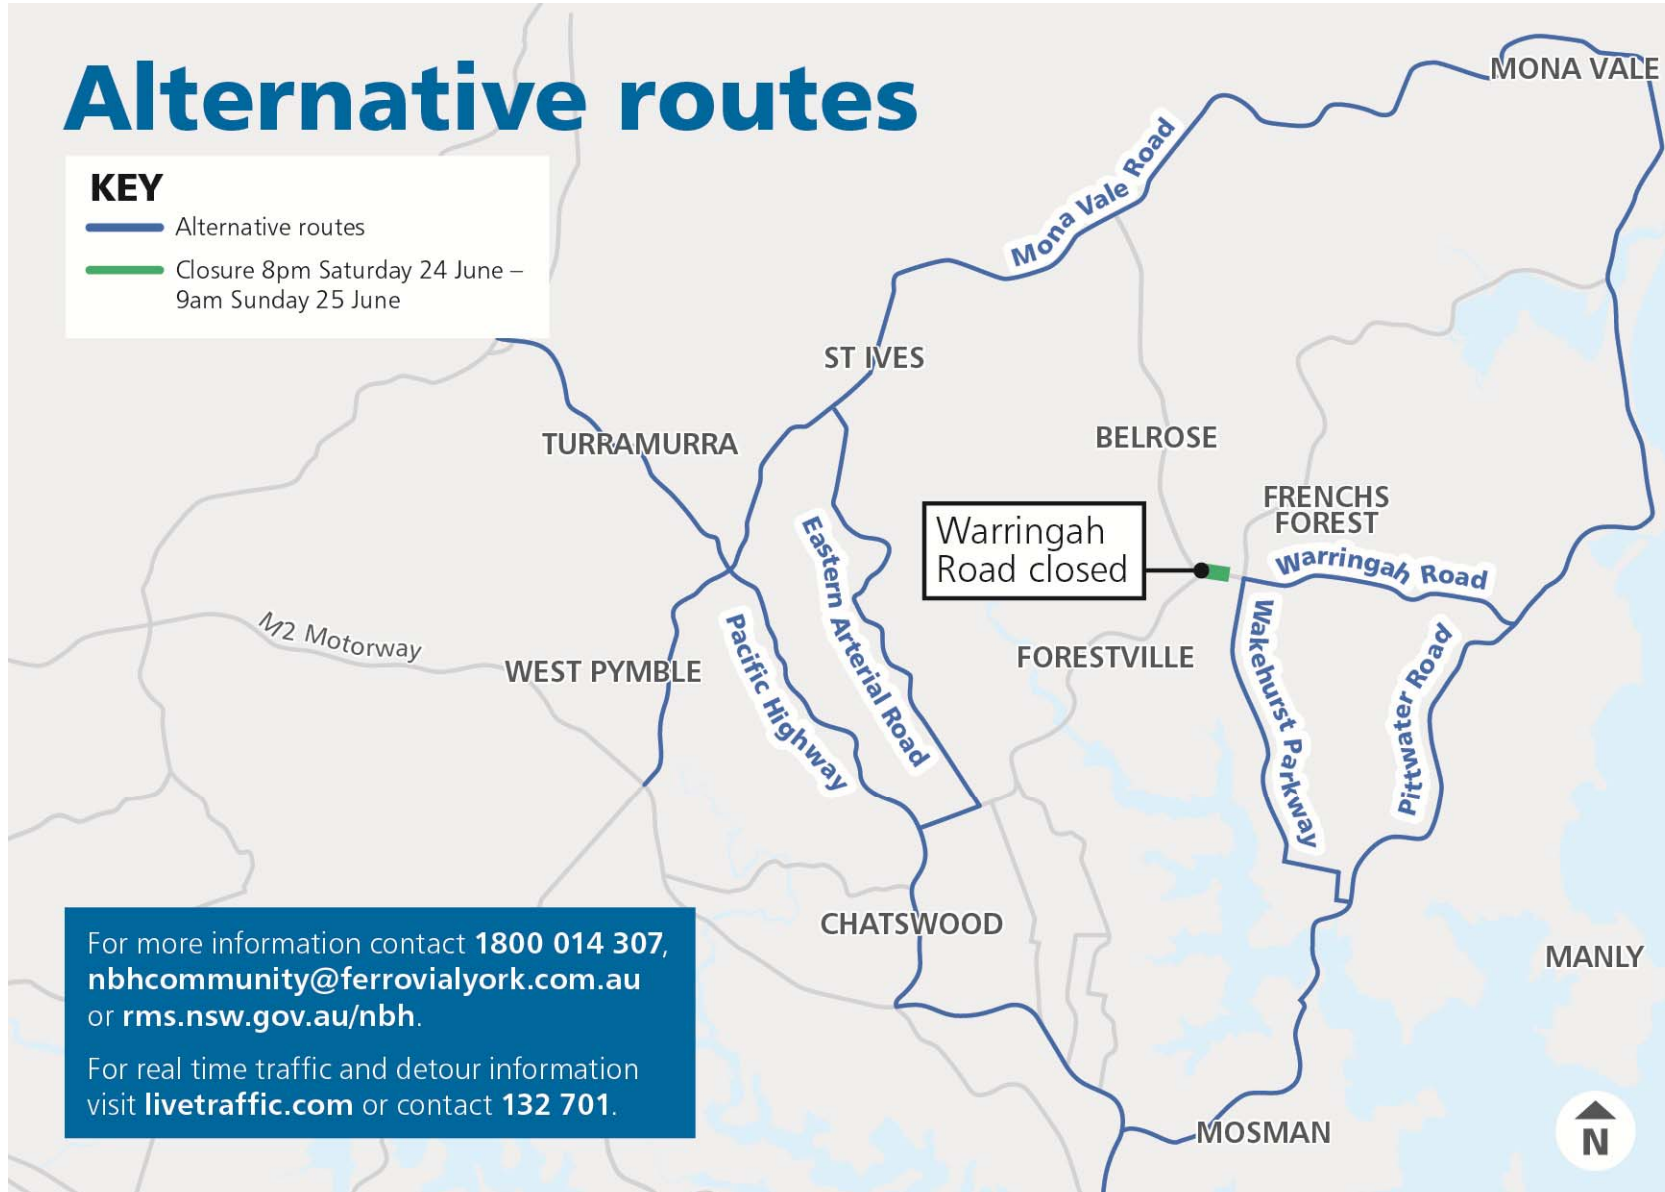 Alternative routes
KEY
Alternative routes
Closure 8pm Saturday 24 June –
9am Sunday 25 June
MONA VALE
Mona Vale Road
ST IVES
TURRAMURRA
BELROSE
FRENCHS
FOREST
Warringah
Road closed
Warringah Road
Eastern Arterial Road
Pacific Highway
M2 Motorway
WEST PYMBLE
FORESTVILLE
Wakehurst Parkway
Pittwater Road
CHATSWOOD
MANLY
MOSMAN
For more information contact 1800 014 307,
nbhcommunity@ferrovialyork.com.au
or rms.nsw.gov.au/nbh.
For real time traffic and detour information
visit livetraffic.com or contact 132 701.
N